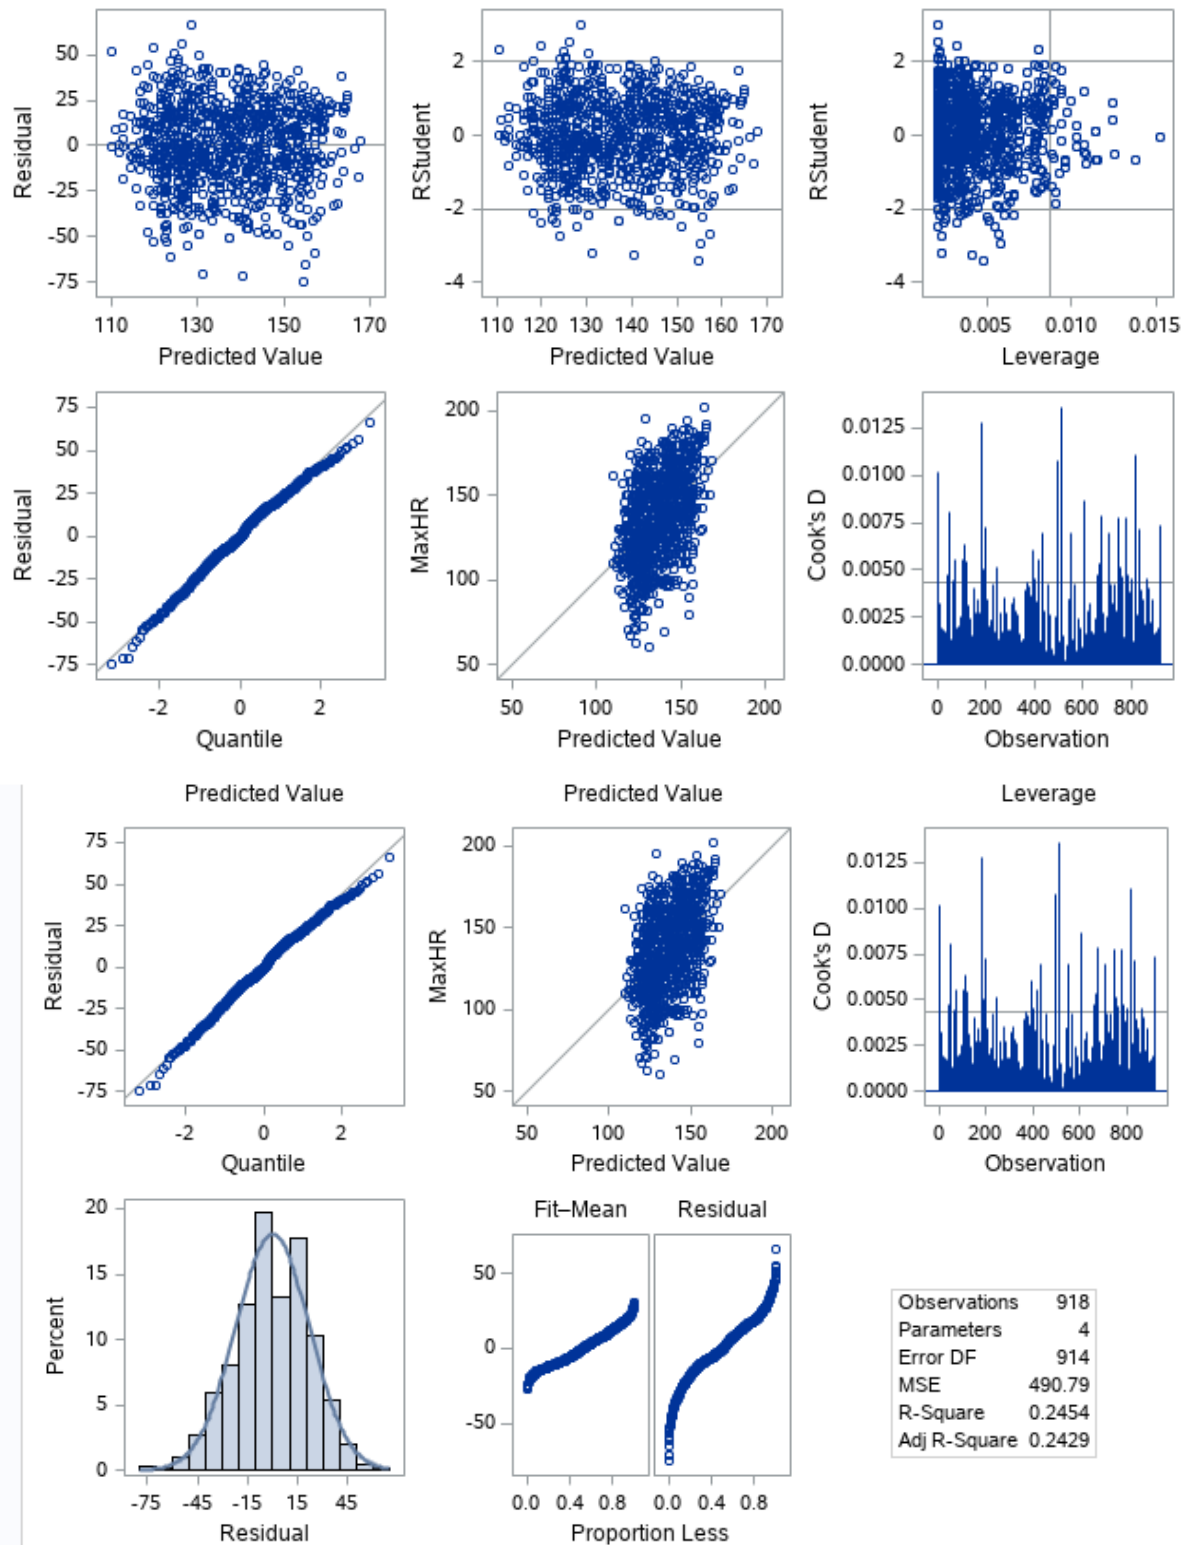 50
25
0
-25
-50
-75
Residual
110 130 150 170
Predicted Value
2
0
-2
-4
RStudent
110 120 130 140 150 160 170
Predicted Value
2
0
-2
-4
RStudent
0.005 0.010 0.015
Leverage
75
50
25
0
-25
-50
-75
Residual
-2 0 2
Quantile
200
150
100
50
MaxHR
50 100 150 200
Predicted Value
0.0125
0.0100
0.0075
0.0050
0.0025
0.0000
Cook's D
0 200 400 600 800
Observation
Predicted Value
Predicted Value
Leverage
75
50
25
0
-25
-50
-75
Residual
-2 0 2
Quantile
200
150
100
50
MaxHR
50 100 150 200
Predicted Value
0.0125
0.0100
0.0075
0.0050
0.0025
0.0000
Cook's D
0 200 400 600 800
Observation
20
15
10
5
0
Percent
-75 -45 -15 15 45
Residual
Fit–Mean Residual
50
0
-50
0.0 0.4 0.8 0.0 0.4 0.8
Proportion Less
Observations 918
Parameters 4
Error DF 914
MSE 490.79
R-Square 0.2454
Adj R-Square 0.2429